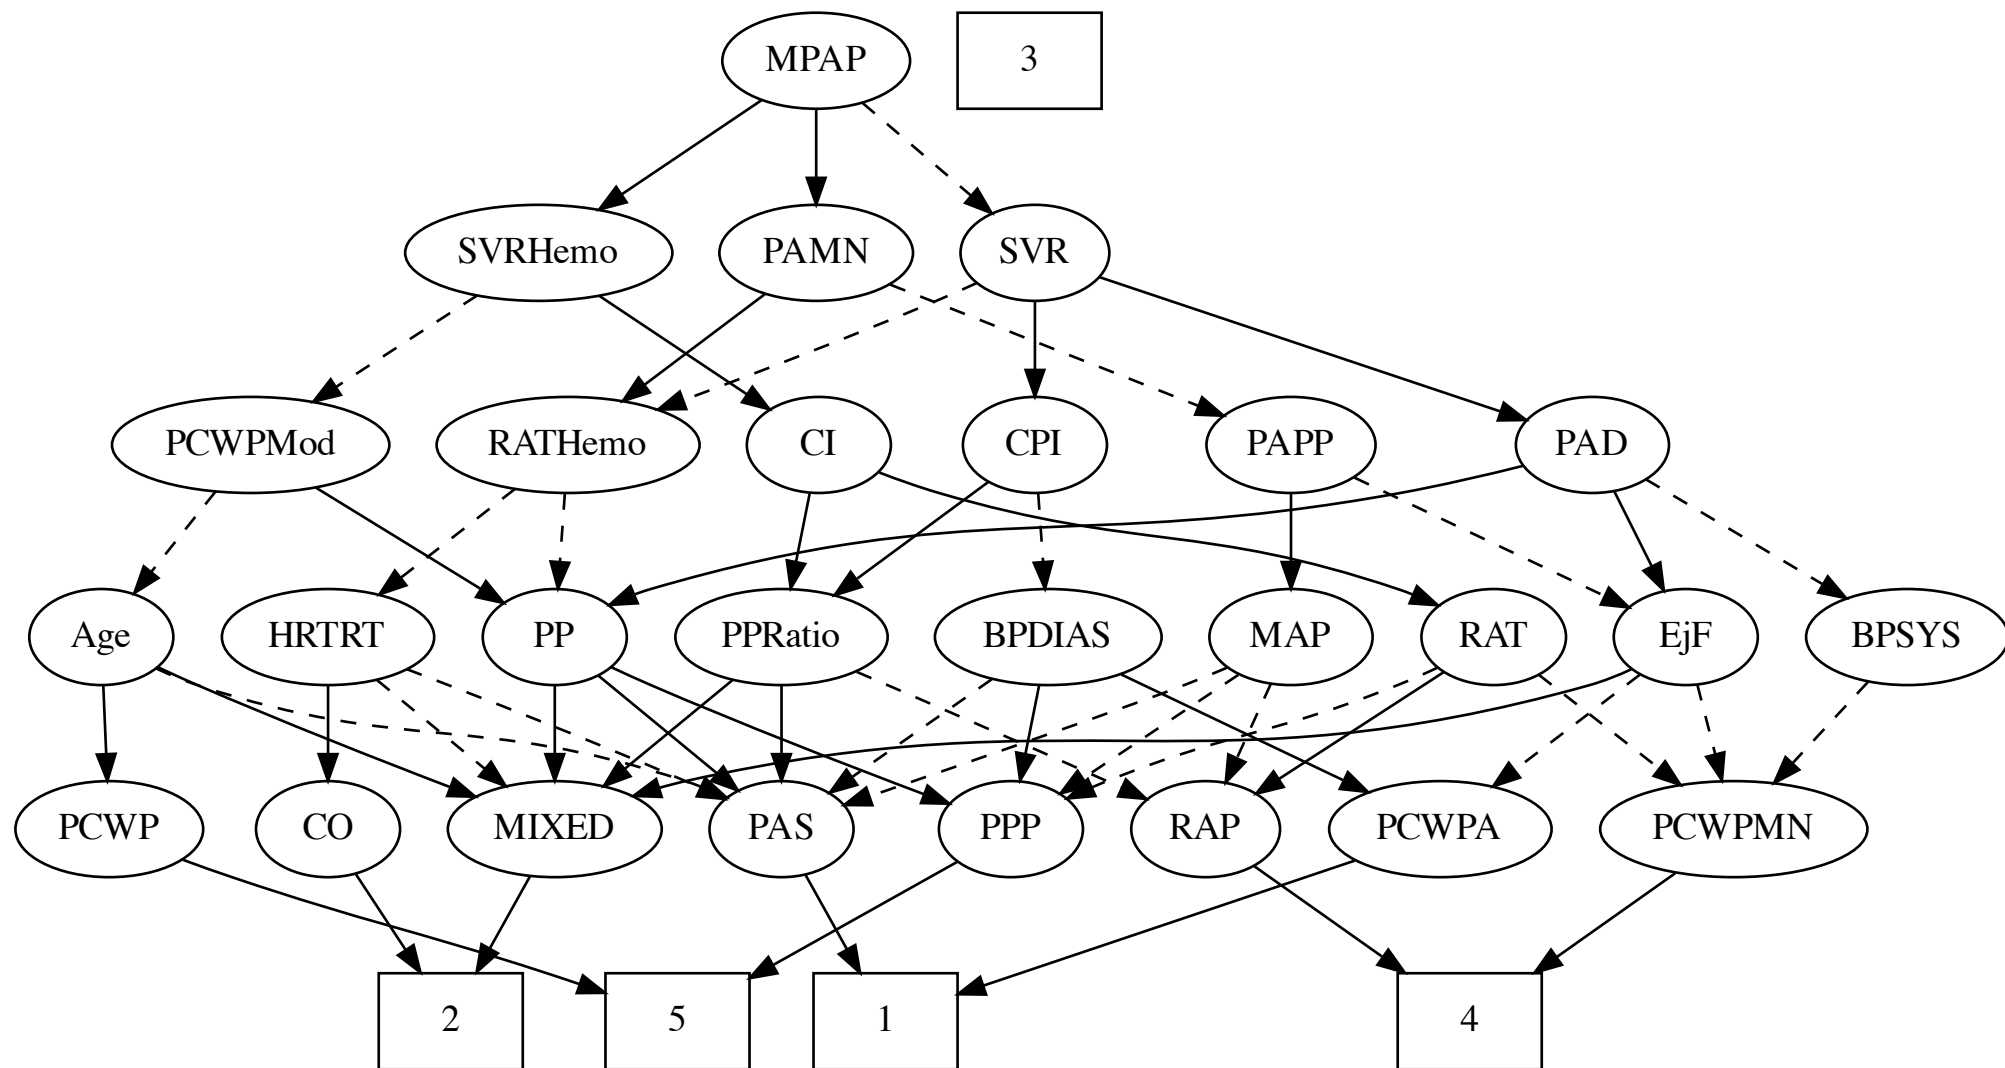 MPAP
3
SVRHemo
PAMN
SVR
PCWPMod
RATHemo
CI
CPI
PAPP
PAD
Age
HRTRT
PP
PPRatio
BPDIAS
MAP
RAT
EjF
BPSYS
PCWP
CO
MIXED
PAS
PPP
RAP
PCWPA
PCWPMN
2
5
1
4